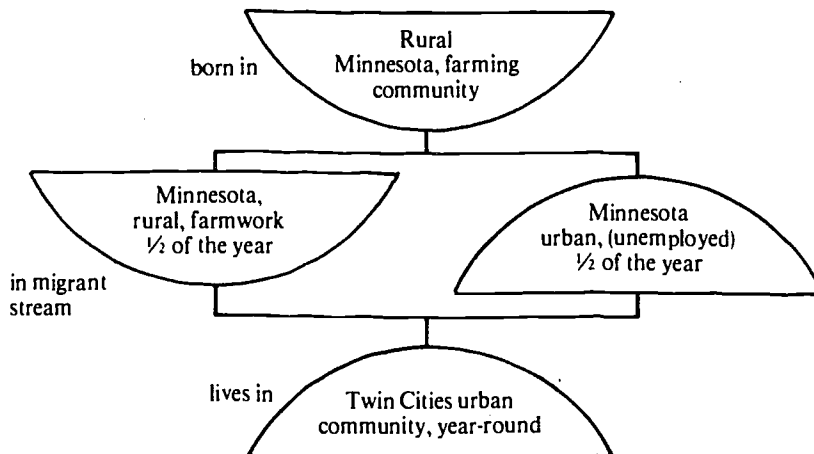 born in
Rural
Minnesota, farming
community
Minnesota,
rural, farmwork
½ of the year
Minnesota
urban, (unemployed)
½ of the year
in migrant
stream
lives in
Twin Cities urban
community, year-round